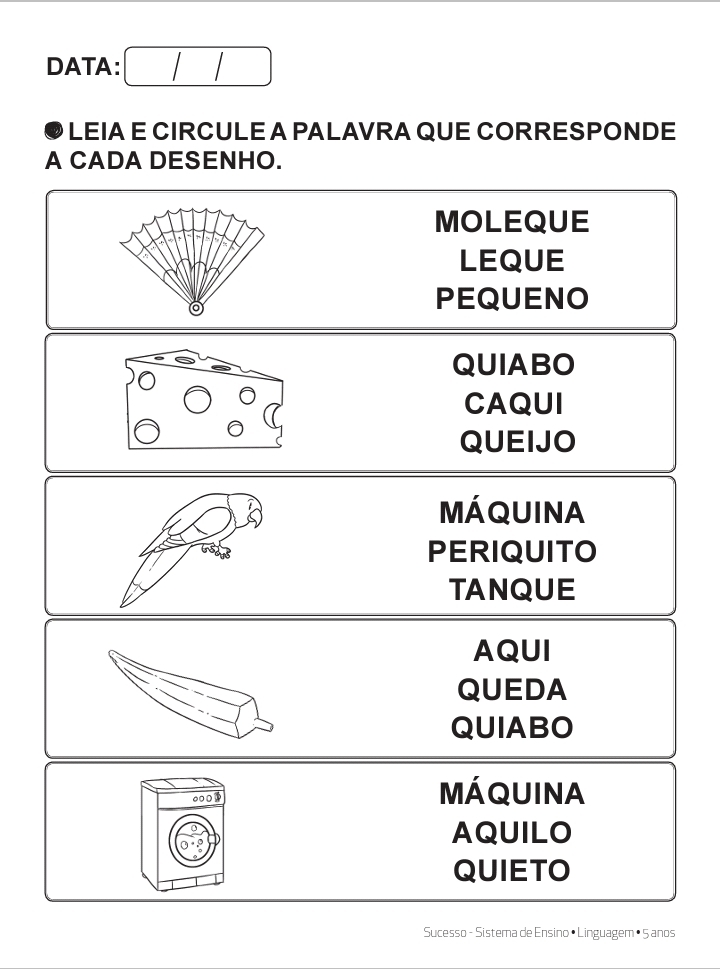 DATA: / /
LEIA E CIRCULE A PALAVRA QUE CORRESPONDE
A CADA DESENHO.
MOLEQUE
LEQUE
PEQUENO
QUIABO
CAQUI
QUEIJO
MÁQUINA
PERIQUITO
TANQUE
AQUI
QUEDA
QUIABO
MÁQUINA
AQUILO
QUIETO
Sucesso - Sistema de Ensino • Linguagem • 5 anos